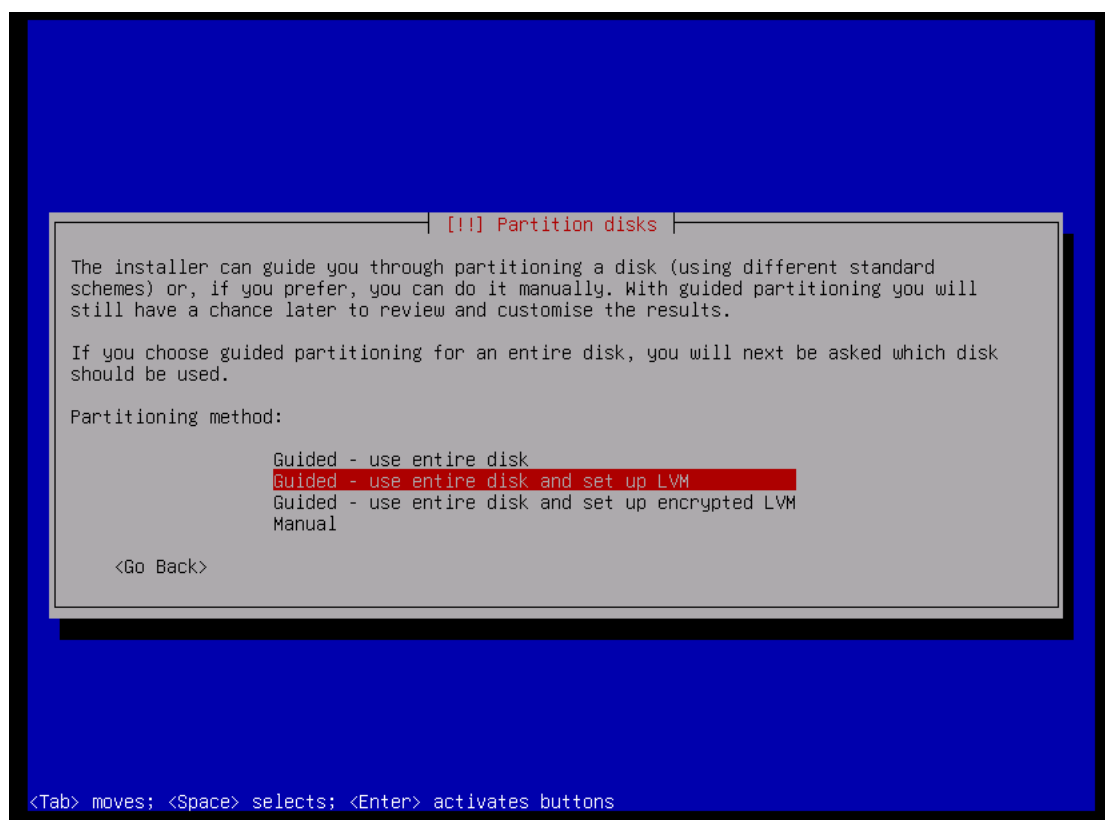 [!!] Partition disks
The installer can guide you through partitioning a disk (using different standard
schemes) or, if you prefer, you can do it manually. With guided partitioning you will
still have a chance later to review and customise the results.
If you choose guided partitioning for an entire disk, you will next be asked which disk
should be used.
Partitioning method:
Guided - use entire disk
Guided - use entire disk and set up LVM
Guided - use entire disk and set up encrypted LVM
Manual
<Go Back>
<Tab> moves; <Space> selects; <Enter> activates buttons